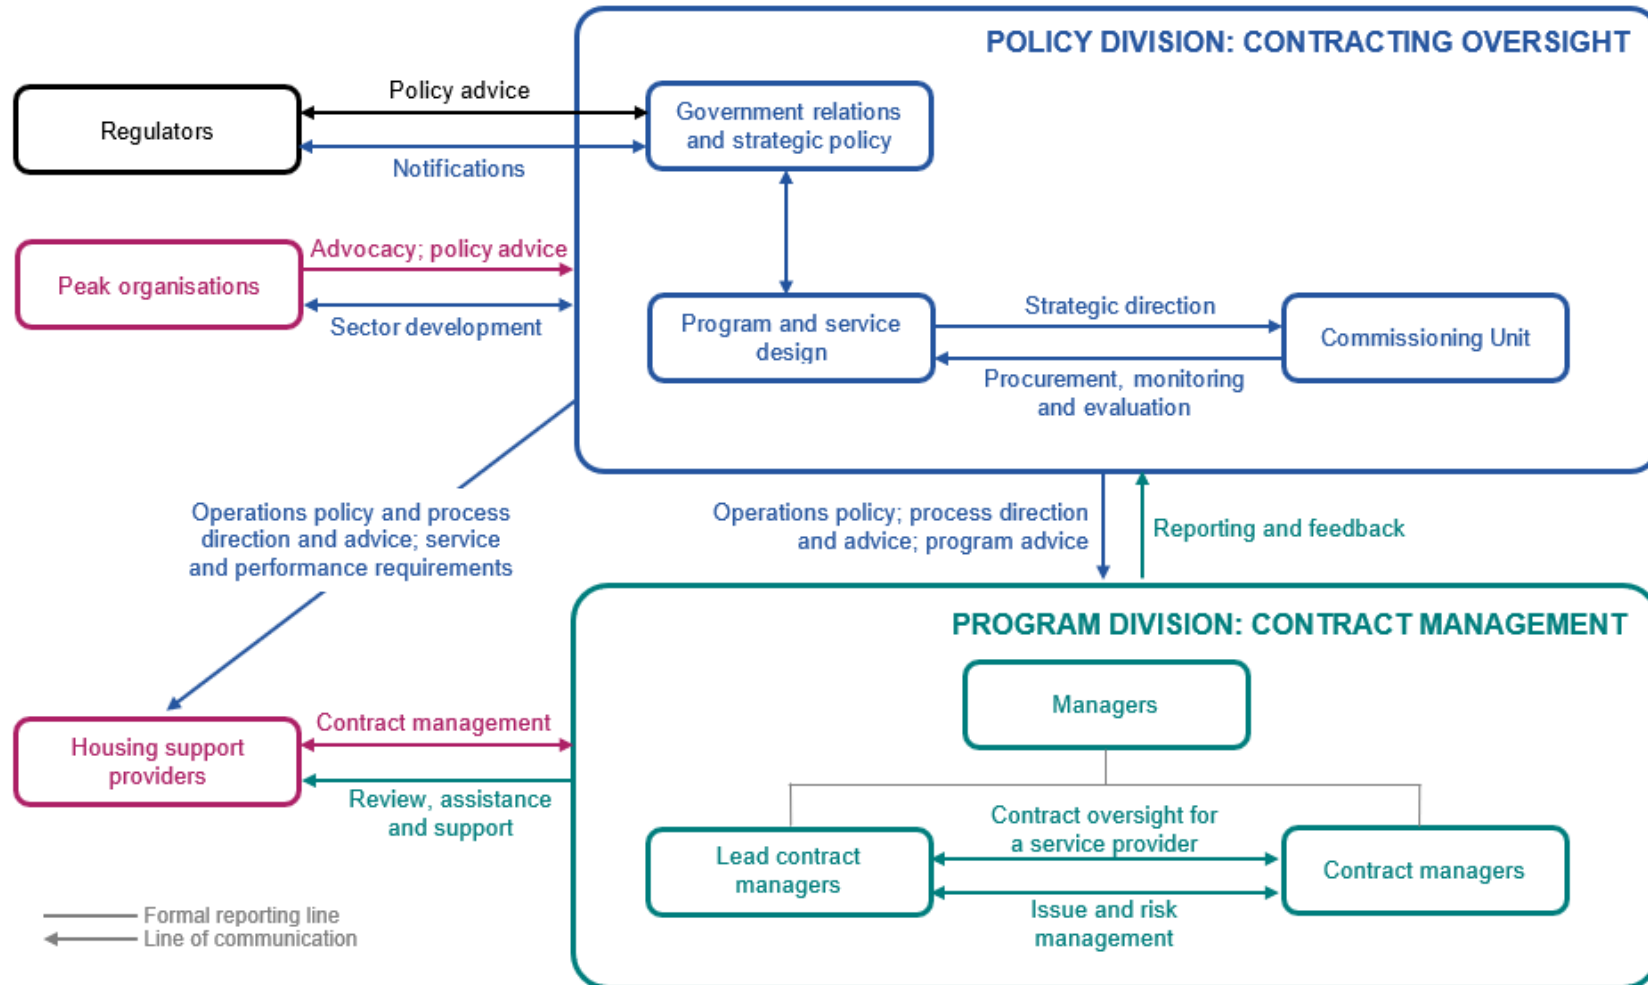 POLICY DIVISION: CONTRACTING OVERSIGHT
Regulators
Policy advice
Notifications
Government relations
and strategic policy
Peak organisations
Advocacy; policy advice
Sector development
Program and service
design
Strategic direction
Procurement, monitoring
and evaluation
Commissioning Unit
Operations policy and process
direction and advice; service
and performance requirements
Operations policy; process direction
and advice; program advice
Reporting and feedback
PROGRAM DIVISION: CONTRACT MANAGEMENT
Managers
Housing support
providers
Contract management
Review, assistance
and support
Lead contract
managers
Contract oversight for
a service provider
Issue and risk
management
Contract managers
Formal reporting line
Line of communication